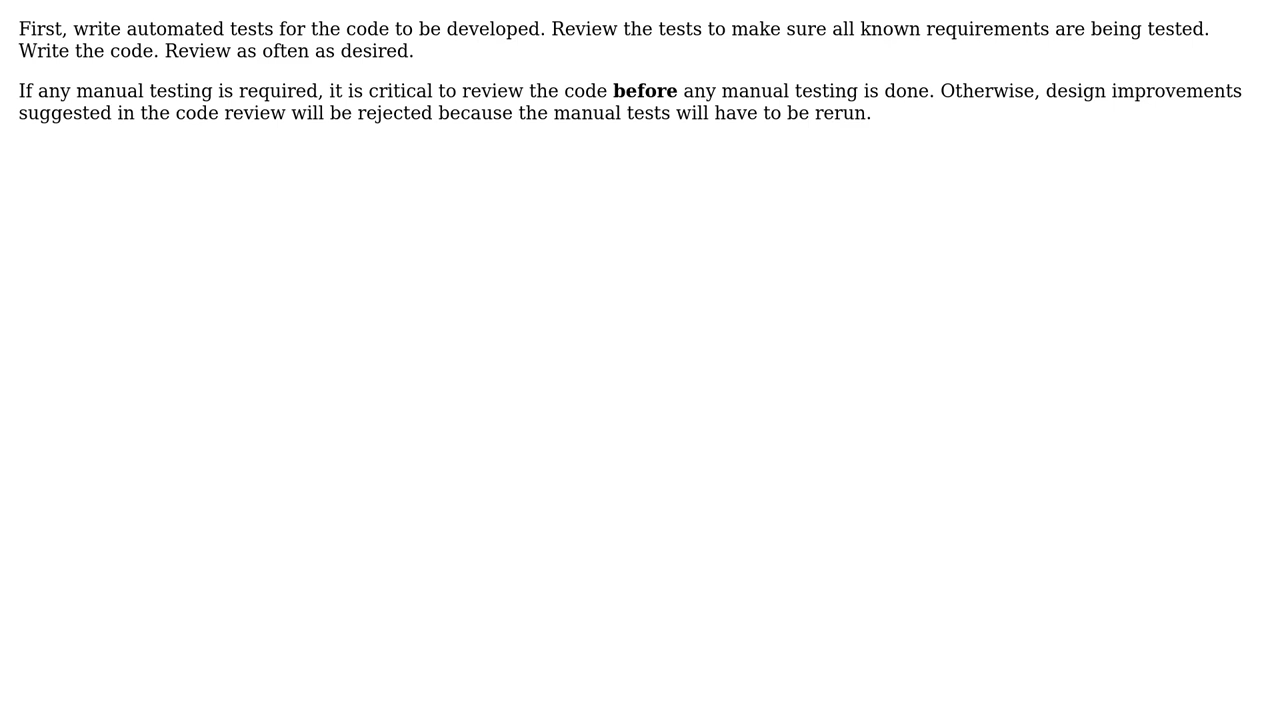 First, write automated tests for the code to be developed. Review the tests to make sure all known requirements are being tested.
Write the code. Review as often as desired.
If any manual testing is required, it is critical to review the code before any manual testing is done. Otherwise, design improvements
suggested in the code review will be rejected because the manual tests will have to be rerun.